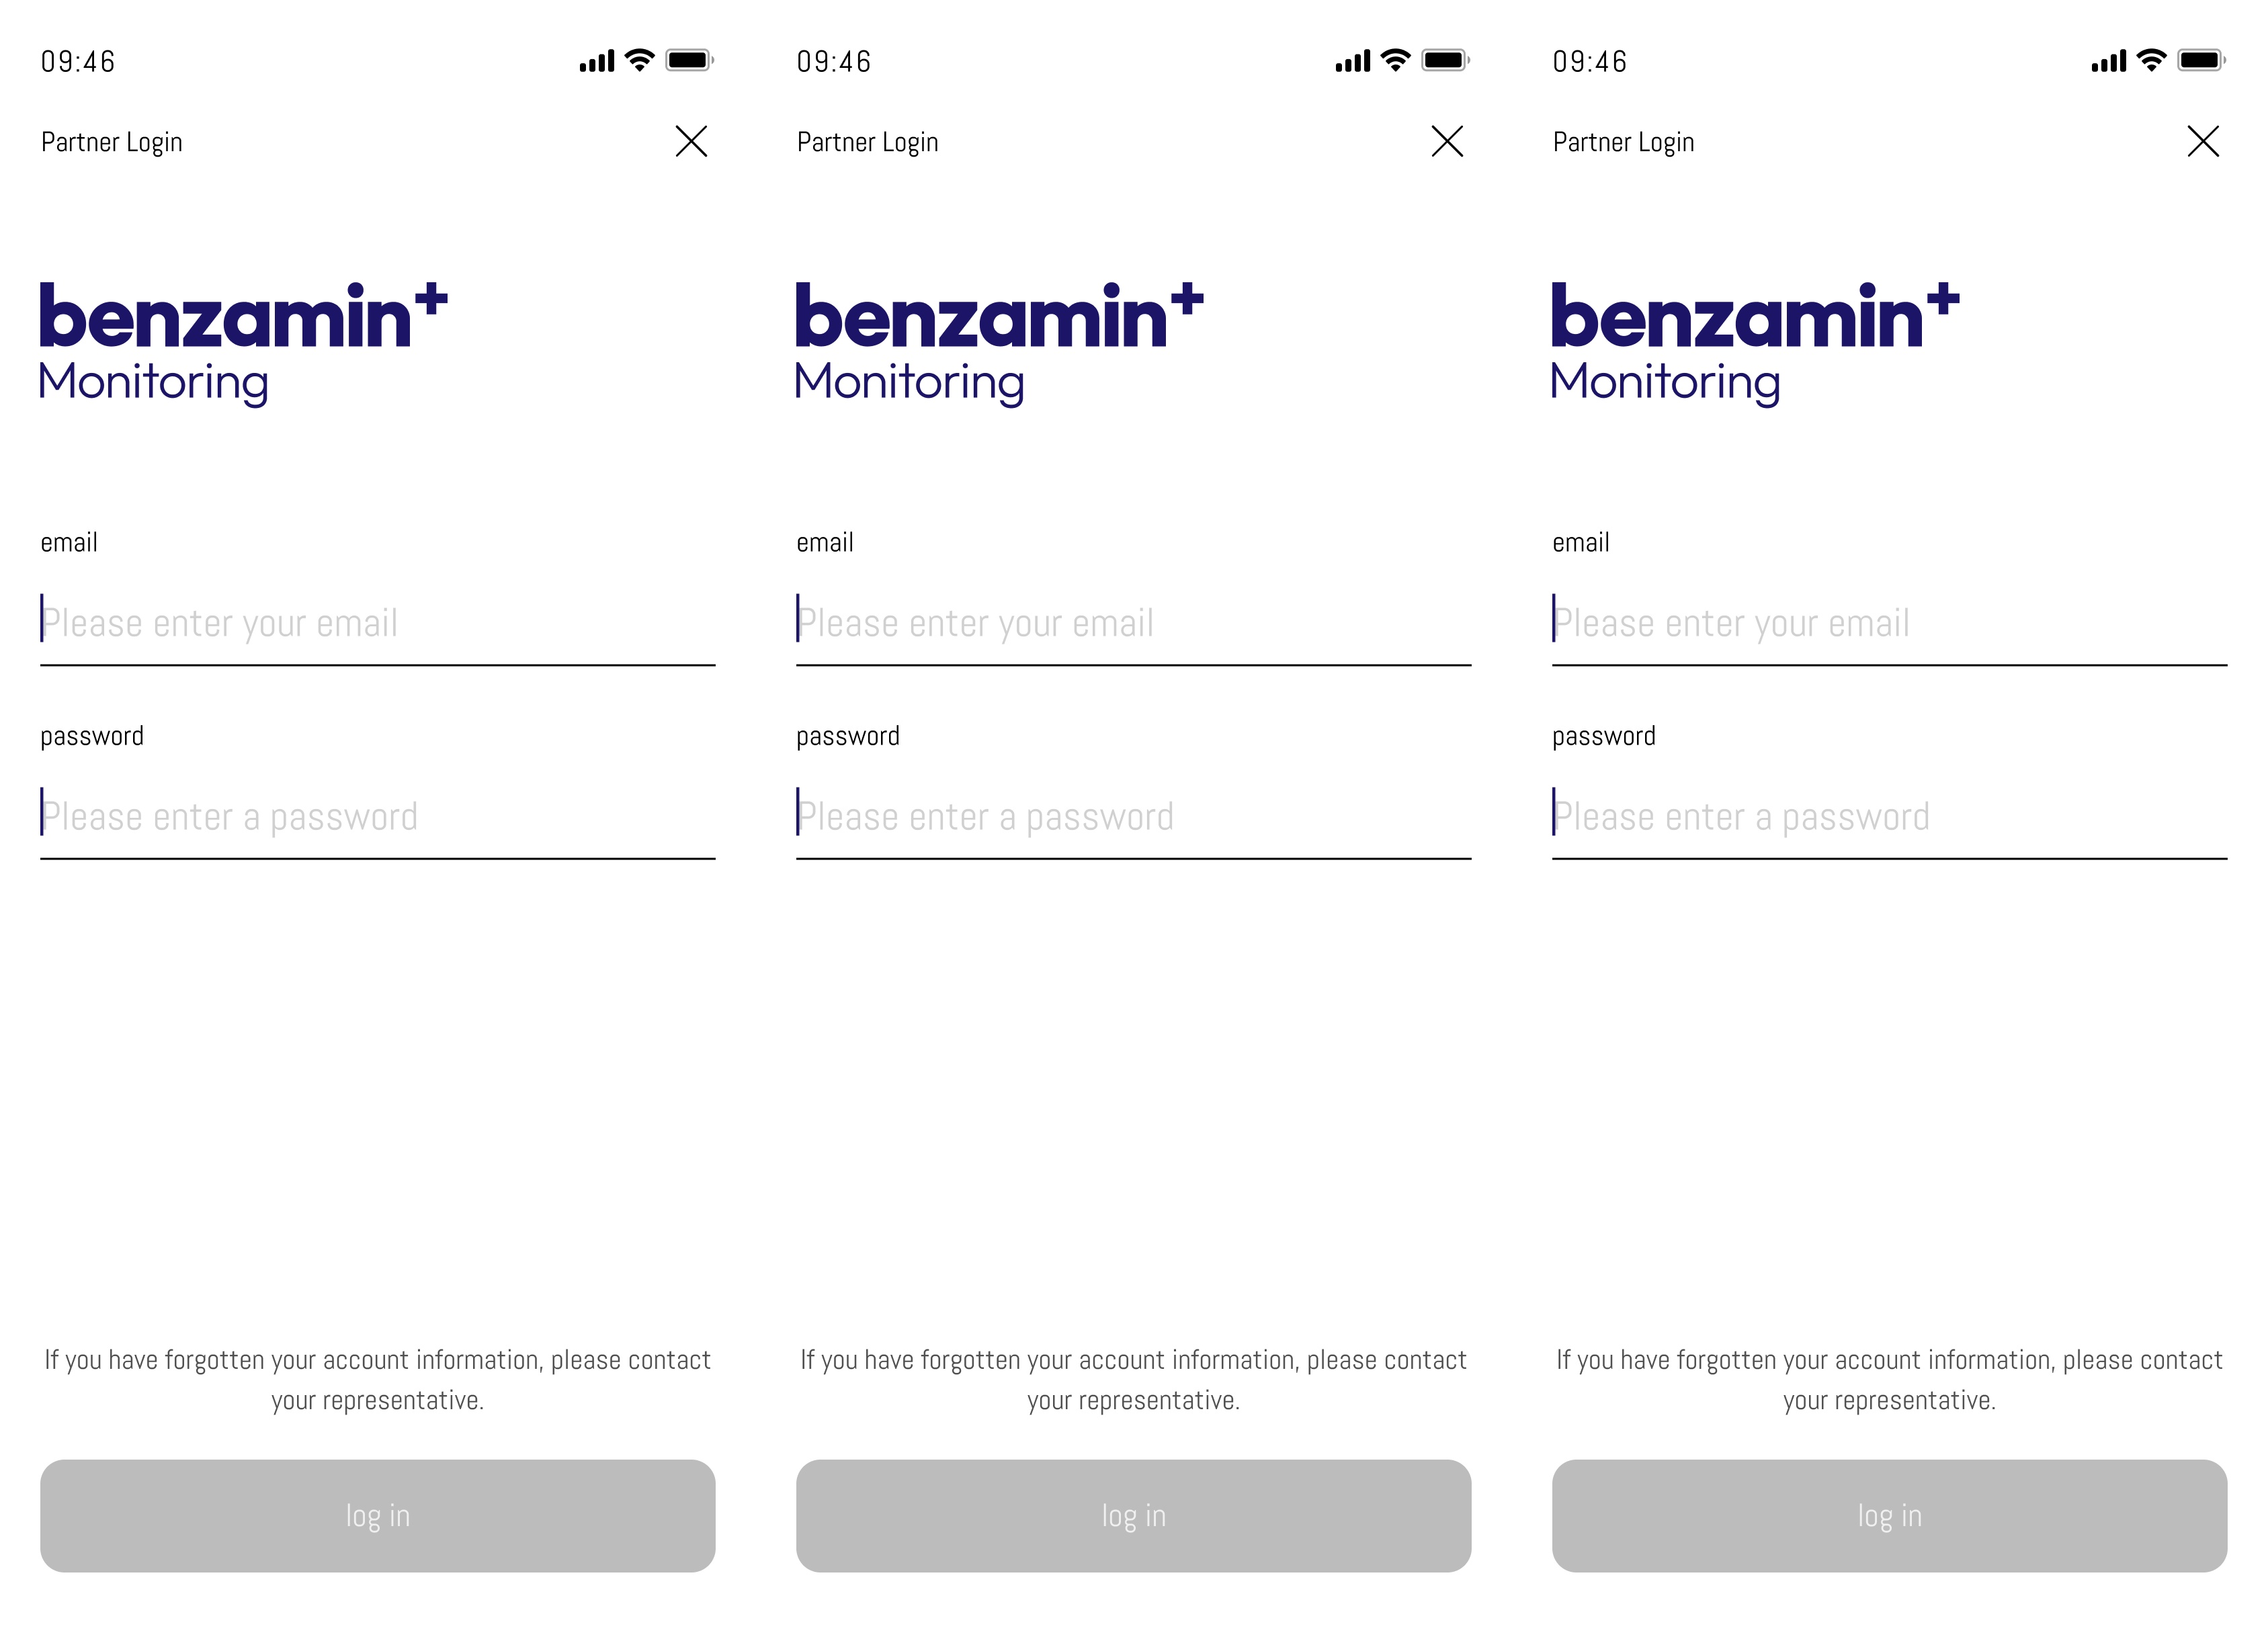 09:46
Partner Login
benzamin+
Monitoring
email
Please enter your email
password
Please enter a password
If you have forgotten your account information, please contact
your representative.
log in
09:46
Partner Login
benzamin+
Monitoring
email
Please enter your email
password
Please enter a password
If you have forgotten your account information, please contact
your representative.
log in
09:46
Partner Login
benzamin+
Monitoring
email
Please enter your email
password
Please enter a password
If you have forgotten your account information, please contact
your representative.
log in